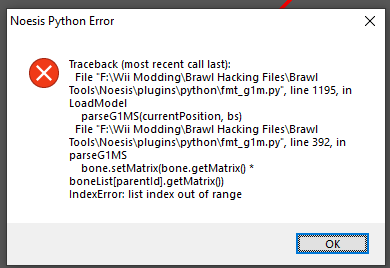 Noesis Python Error
Traceback (most recent call last):
File "F:\Wii Modding\Brawl Hacking Files\Brawl
Tools\Noesis\plugins\python\fmt_g1m.py", line 1195, in
LoadModel
parseG1MS(currentPosition, bs)
File "F:\Wii Modding\Brawl Hacking Files\Brawl
Tools\Noesis\plugins\python\fmt_g1m.py", line 392, in
parseG1MS
bone.setMatrix(bone.getMatrix() *
boneList[parentId].getMatrix())
IndexError: list index out of range
OK